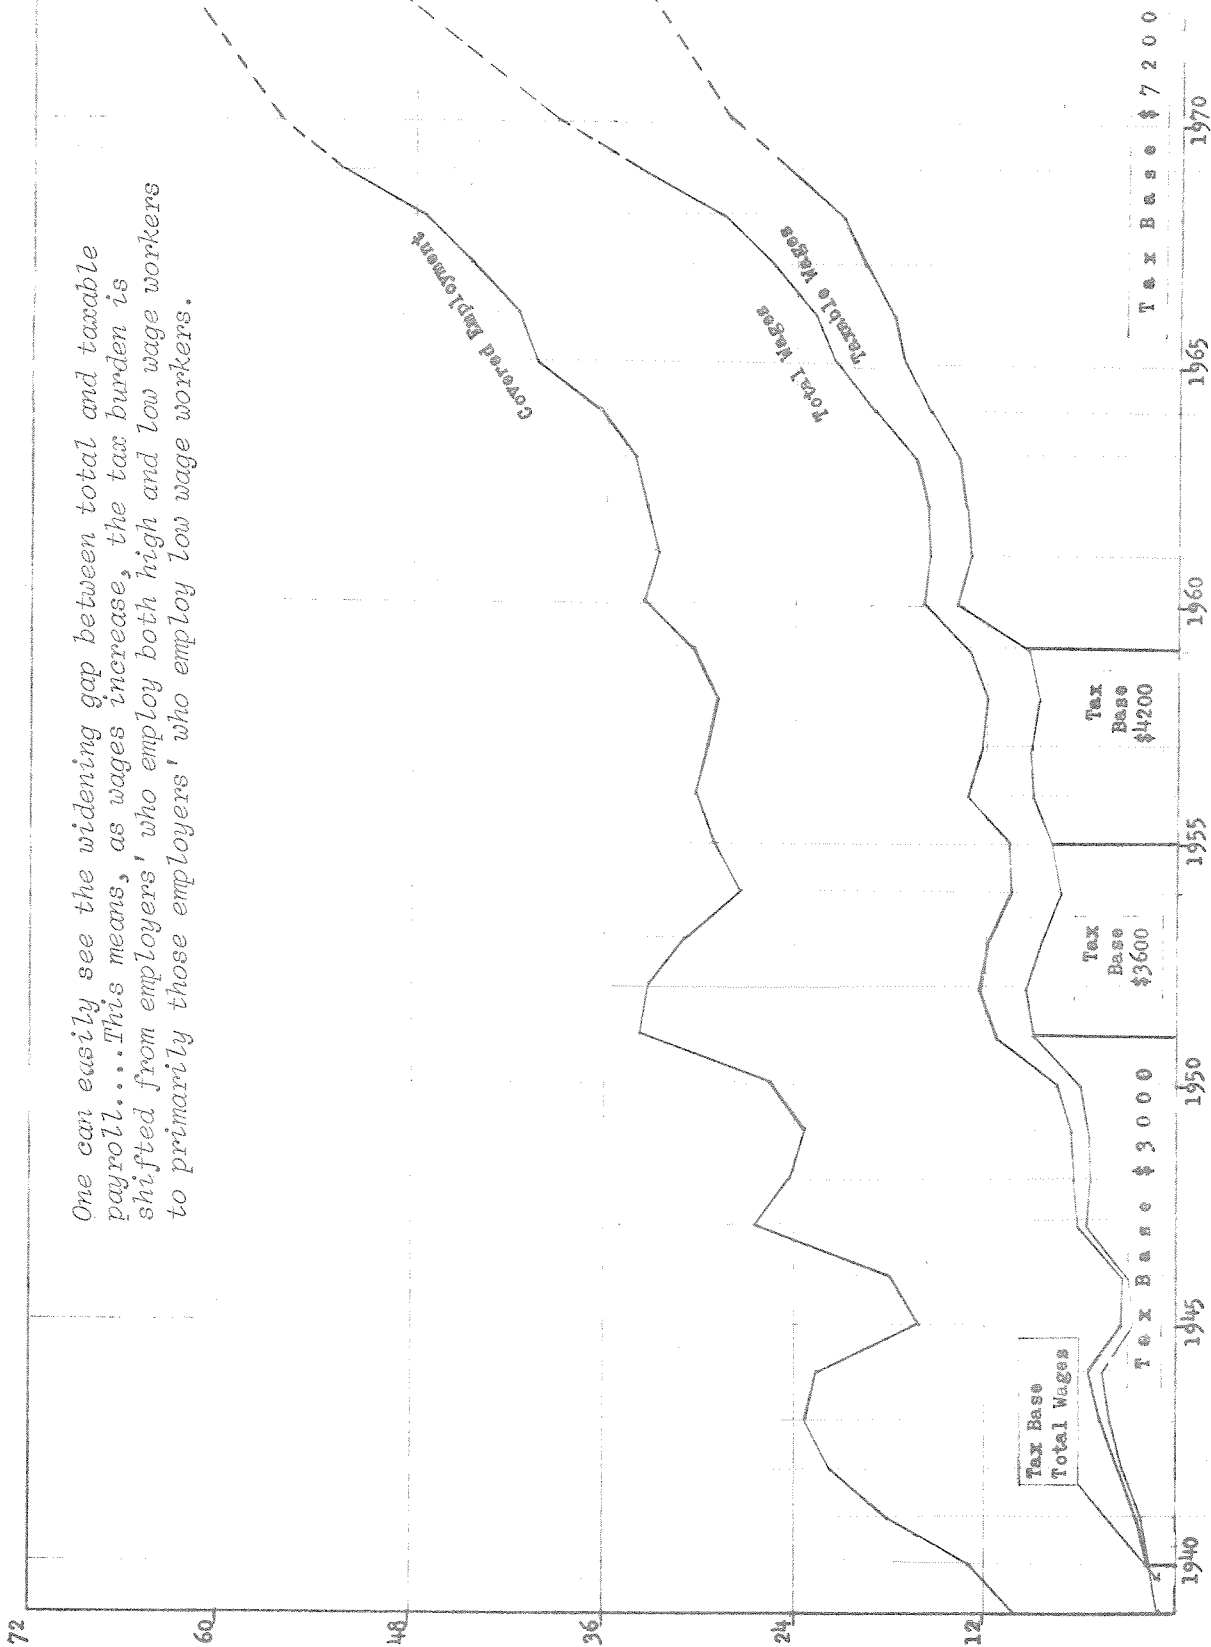 One can easily see the widening gap between total and taxable
payroll....This means, as wages increase, the tax burden is
shifted from employers' who employ both high and low wage workers
to primarily those employers' who employ low wage workers.
72
60
48
36
24
12
Covered Employment
Total Wages
Taxable Wages
Tax Base
Total Wages
Tax Base $3000
Tax
Base
$3600
Tax
Base
$4200
Tax Base $7200
1940
1945
1950
1955
1960
1965
1970